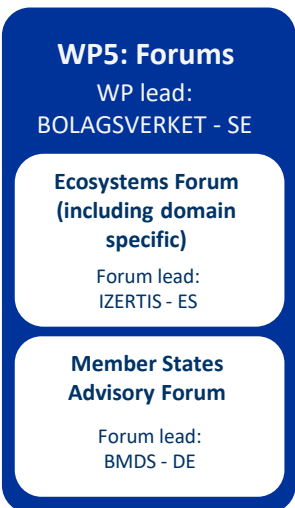 WP5: Forums
WP lead:
BOLAGSVERKET - SE
Ecosystems Forum
(including domain
specific)
Forum lead:
IZERTIS - ES
Member States
Advisory Forum
Forum lead:
BMDS - DE